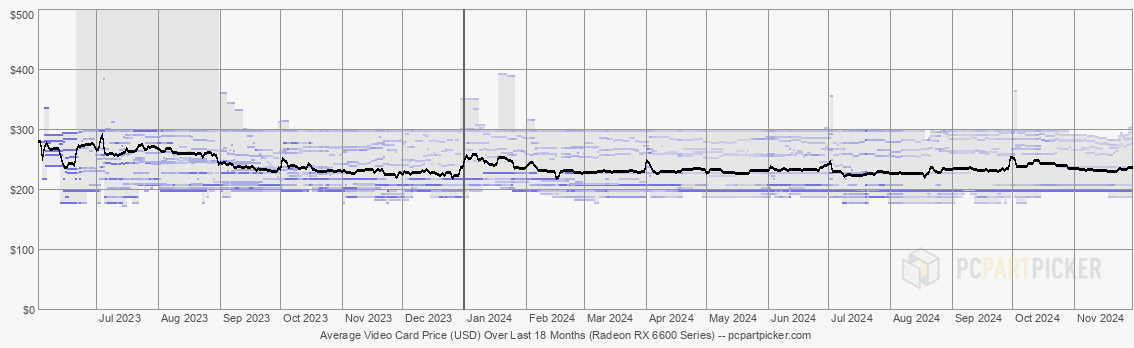 $500
$400
$300
$200
$100
$0
Jul 2023 Aug 2023 Sep 2023 Oct 2023 Nov 2023 Dec 2023 Jan 2024 Feb 2024 Mar 2024 Apr 2024 May 2024 Jun 2024 Jul 2024 Aug 2024 Sep 2024 Oct 2024 Nov 2024
PCPARTPICKER
Average Video Card Price (USD) Over Last 18 Months (Radeon RX 6600 Series) -- pcpartpicker.com